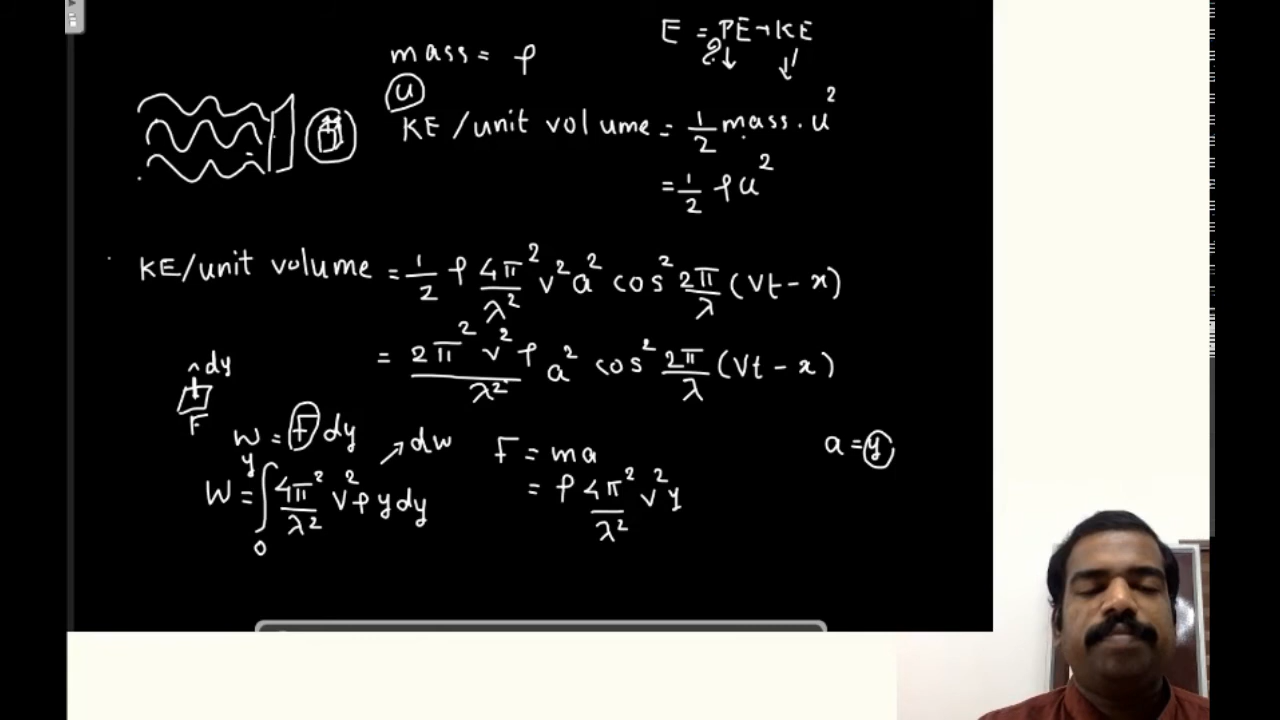 E = PE + KE
?
mass = ρ
u
KE / unit volume = 1/2 mass . u²
= 1/2 ρ u²
KE/unit volume = 1/2 ρ 4π²/λ² v² a² cos² 2π/λ (Vt - x)
= 2π² v² ρ/λ² a² cos² 2π/λ (Vt - x)
dy
F
W = F dy
dw
F = ma
a = y
W = ∫₀^y 4π²/λ² v² ρ y dy
= ρ 4π²/λ² v² y